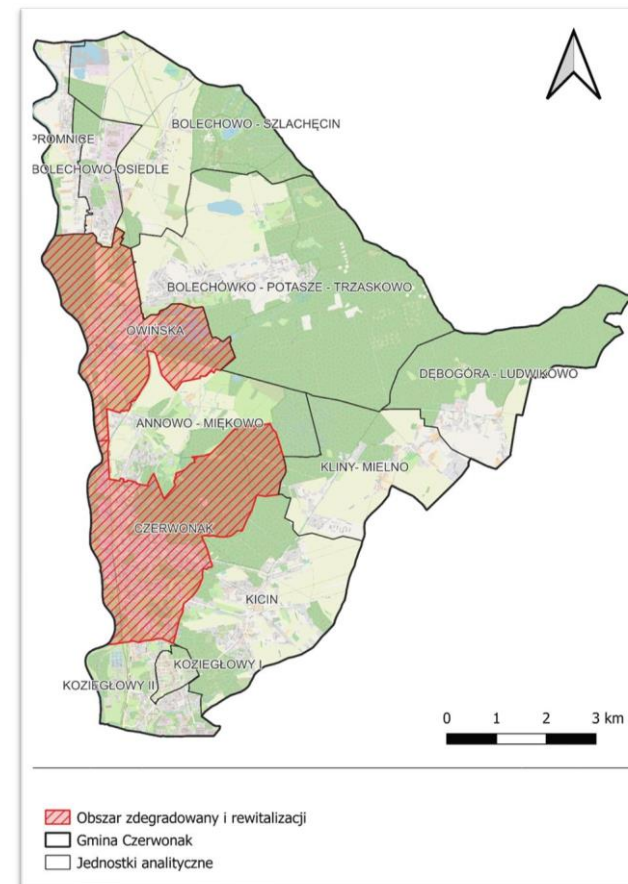 BOLECHOWO - SZLACHĘCIN
PROMNICE
BOLECHOWO-OSIEDLE
BOLECHÓWKO - POTASZE - TRZASKOWO
OWIŃSKA
DĘBOGÓRA - LUDWIKOWO
ANNOWO - MIĘKOWO
KLINY- MIELNO
CZERWONAK
KICIN
KOZIEGŁOWY I
KOZIEGŁOWY II
0 1 2 3 km
Obszar zdegradowany i rewitalizacji
Gmina Czerwonak
Jednostki analityczne